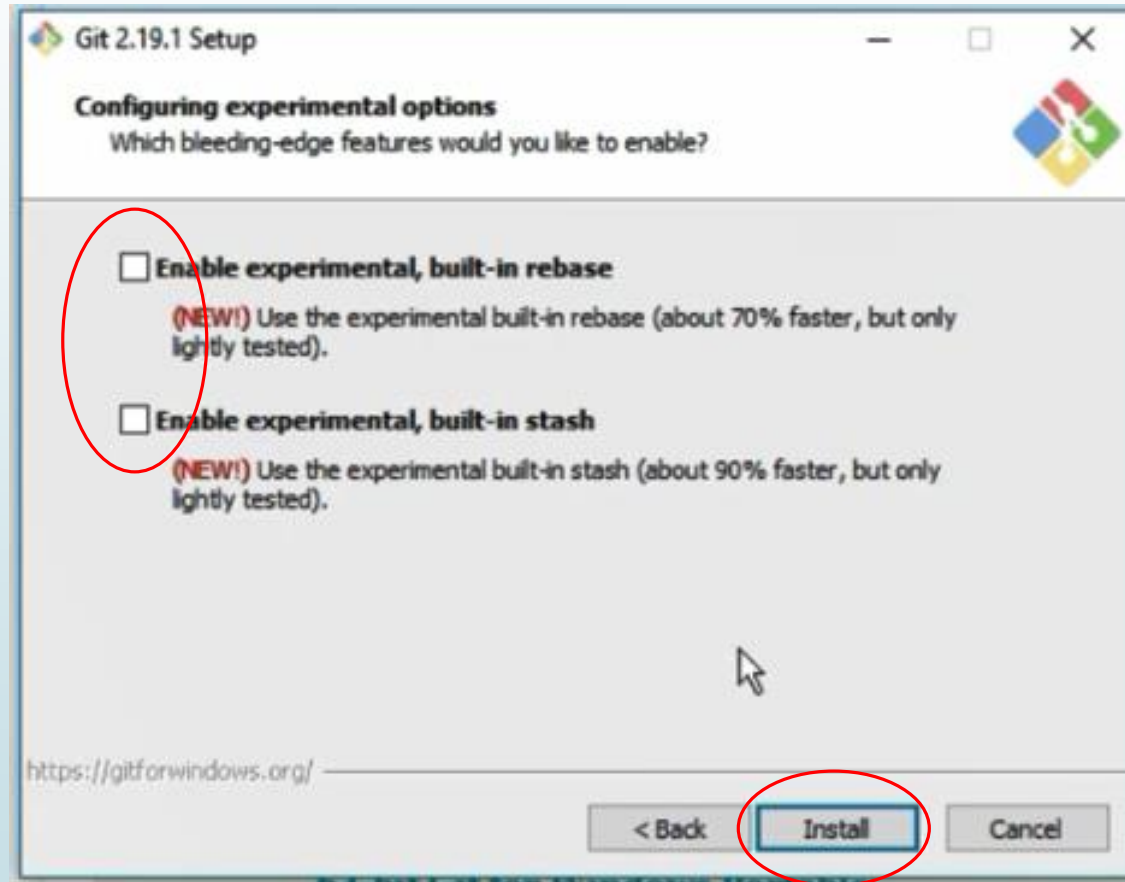 Git 2.19.1 Setup
Configuring experimental options
Which bleeding-edge features would you like to enable?
Enable experimental, built-in rebase
(NEW!) Use the experimental built-in rebase (about 70% faster, but only
lightly tested).
Enable experimental, built-in stash
(NEW!) Use the experimental built-in stash (about 90% faster, but only
lightly tested).
https://gitforwindows.org/
< Back Install Cancel